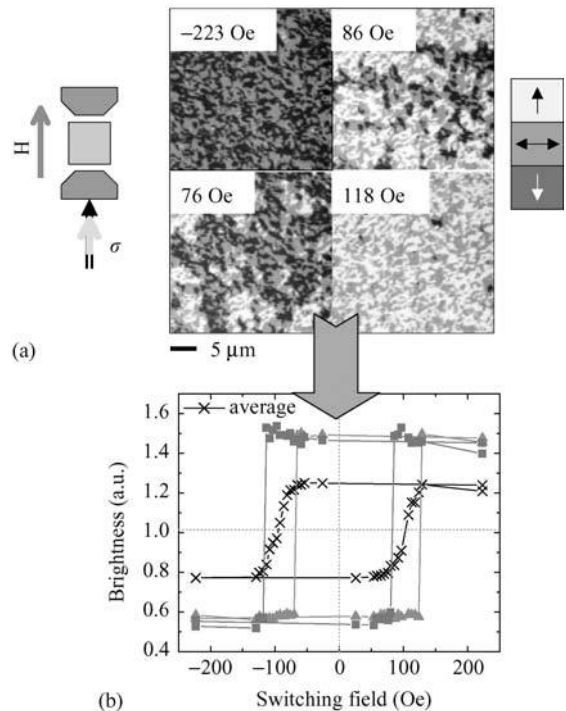 −223 Oe
86 Oe
H
76 Oe
118 Oe
σ
(a)
5 μm
average
1.6
1.4
1.2
1.0
0.8
0.6
0.4
Brightness (a.u.)
−200 −100 0 100 200
(b)
Switching field (Oe)